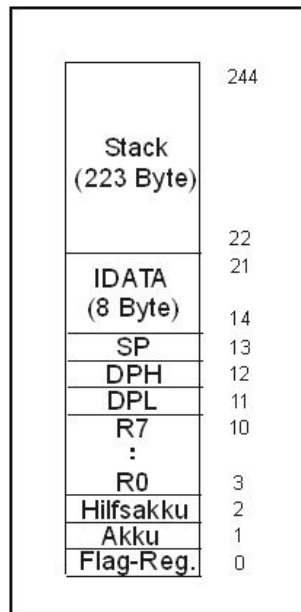 244
Stack
(223 Byte)
22
21
IDATA
(8 Byte)
14
SP 13
DPH 12
DPL 11
R7 10
:
R0 3
Hilfsakku 2
Akku 1
Flag-Reg. 0